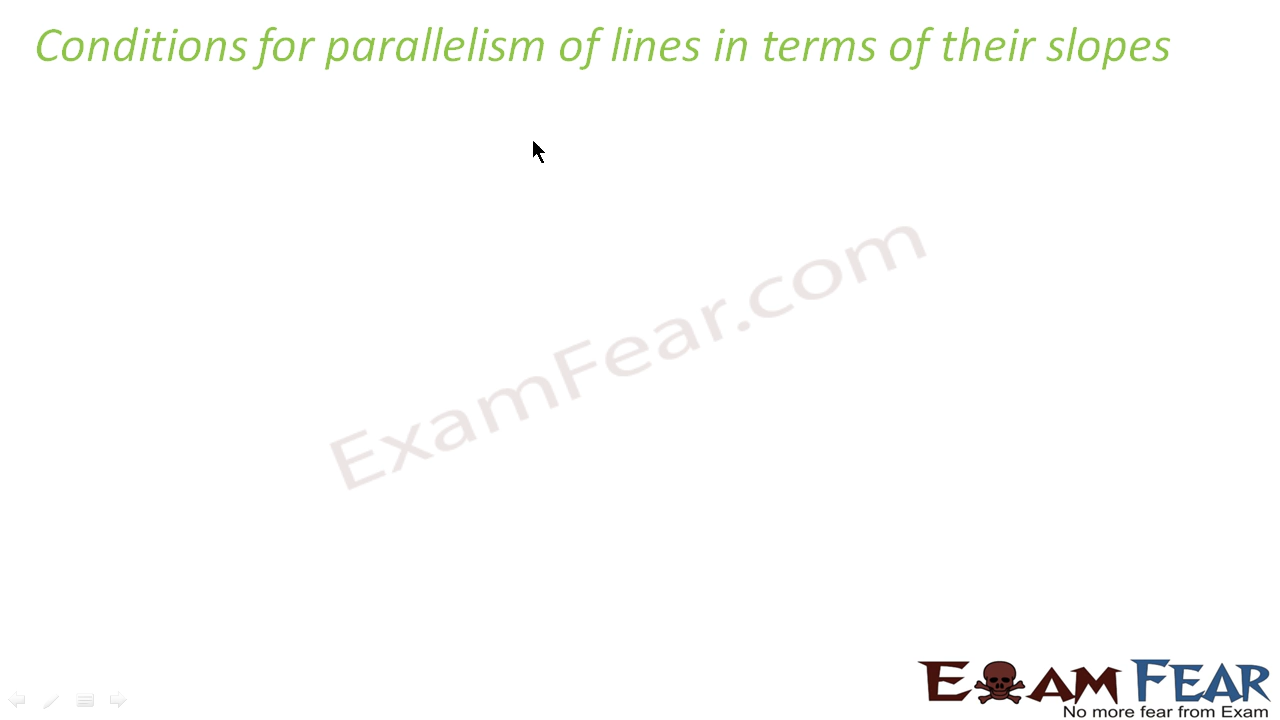 Conditions for parallelism of lines in terms of their slopes
ExamFear.com
EXAM FEAR
No more fear from Exam